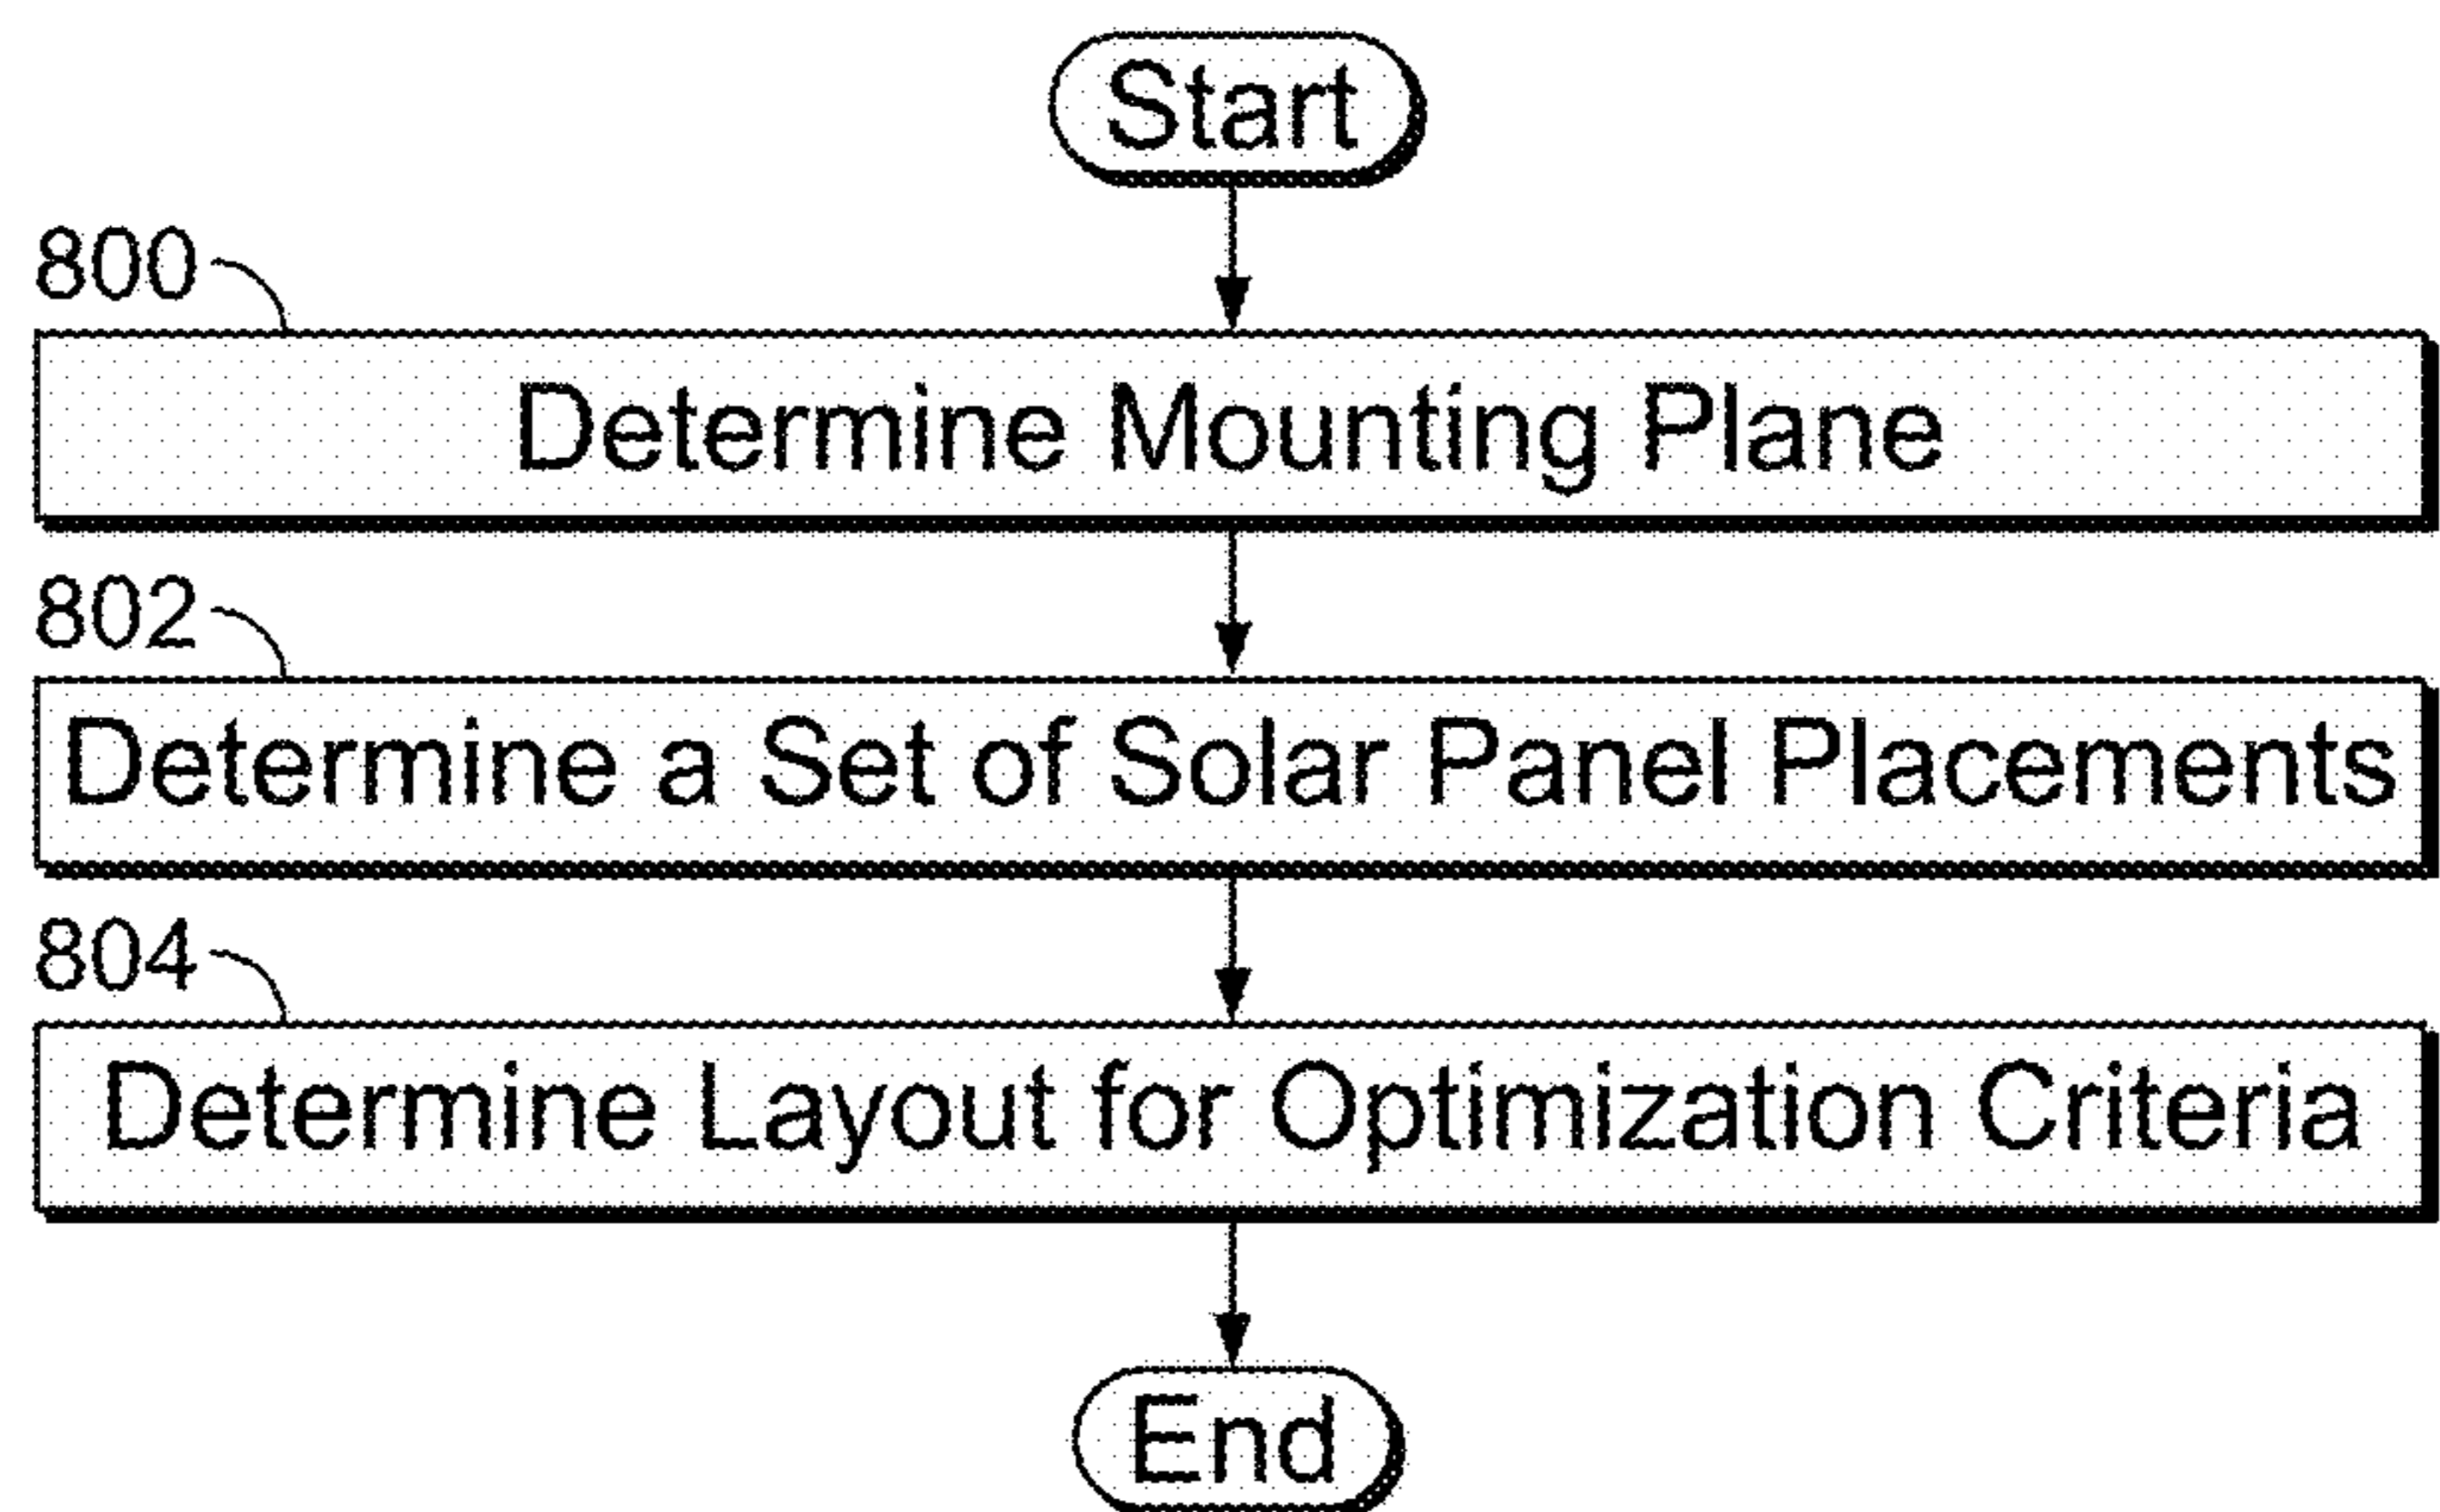 Start
800
Determine Mounting Plane
802
Determine a Set of Solar Panel Placements
804
Determine Layout for Optimization Criteria
End